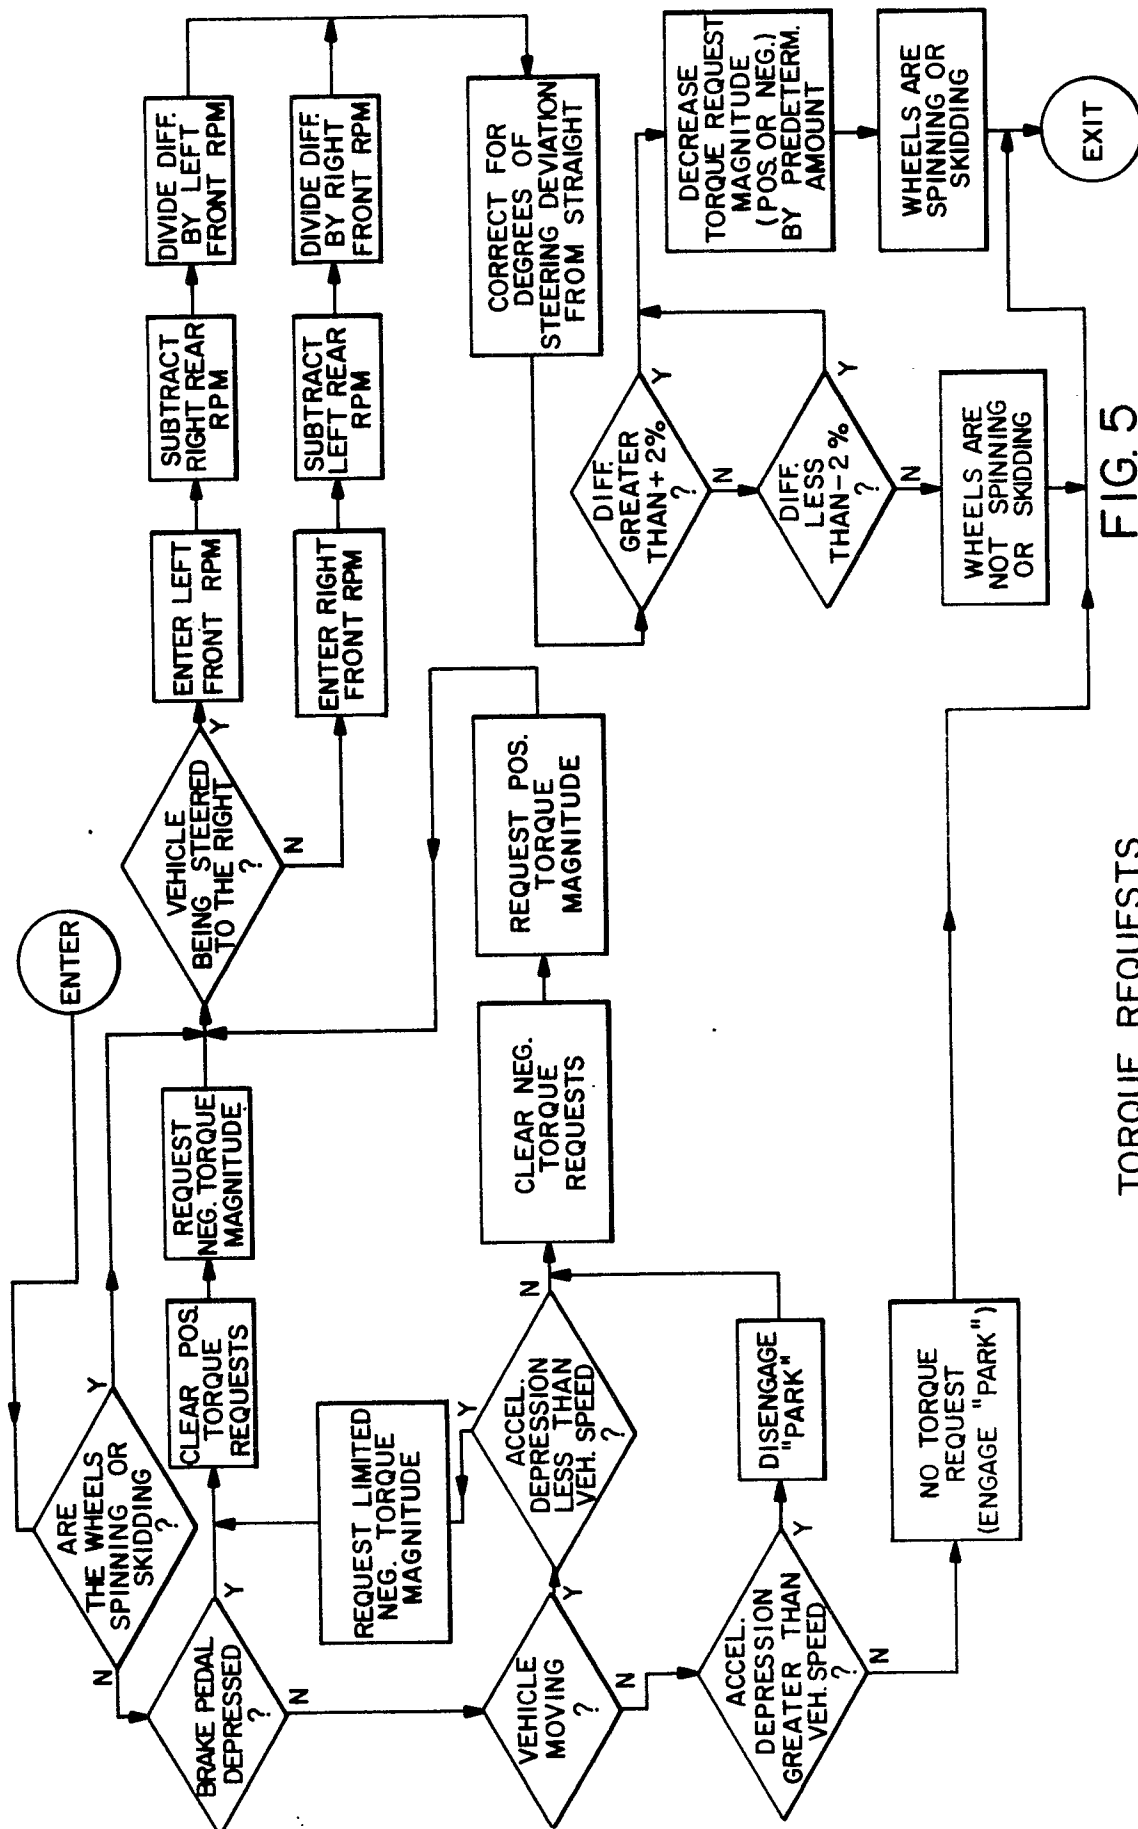 ENTER
ARE
THE WHEELS
SPINNING OR
SKIDDING
?
Y
N
BRAKE PEDAL
DEPRESSED
?
Y
N
CLEAR POS.
TORQUE
REQUESTS
REQUEST
NEG. TORQUE
MAGNITUDE
VEHICLE
BEING STEERED
TO THE RIGHT
?
Y
N
ENTER LEFT
FRONT RPM
SUBTRACT
RIGHT REAR
RPM
DIVIDE DIFF.
BY LEFT
FRONT RPM
ENTER RIGHT
FRONT RPM
SUBTRACT
LEFT REAR
RPM
DIVIDE DIFF.
BY RIGHT
FRONT RPM
REQUEST LIMITED
NEG. TORQUE
MAGNITUDE
VEHICLE
MOVING
?
Y
N
ACCEL.
DEPRESSION
LESS THAN
VEH. SPEED
?
Y
N
CLEAR NEG.
TORQUE
REQUESTS
REQUEST POS.
TORQUE
MAGNITUDE
CORRECT FOR
DEGREES OF
STEERING DEVIATION
FROM STRAIGHT
DIFF.
GREATER
THAN+2%
?
Y
N
DIFF.
LESS
THAN-2%
?
Y
N
DECREASE
TORQUE REQUEST
MAGNITUDE
(POS. OR NEG.)
BY PREDETERM.
AMOUNT
WHEELS ARE
SPINNING OR
SKIDDING
ACCEL.
DEPRESSION
GREATER THAN
VEH. SPEED
?
Y
N
DISENGAGE
"PARK"
NO TORQUE
REQUEST
(ENGAGE "PARK")
WHEELS ARE
NOT SPINNING
OR SKIDDING
EXIT
TORQUE REQUESTS
FIG. 5